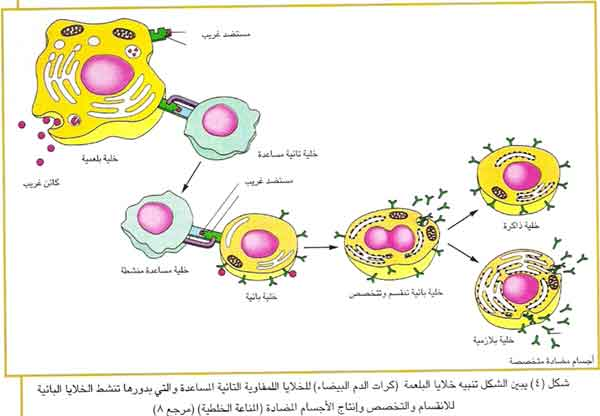 مستضد غريب
خلية بلعمية
خلية تائية مساعدة
كائن غريب
مستضد غريب
خلية ذاكرة
خلية مساعدة منشطة
خلية بائية
خلية بائية تنقسم وتتخصص
خلية بلازمية
أجسام مضادة متخصصة
شكل (٤) يبين الشكل تنبيه خلايا البلعمة (كرات الدم البيضاء) للخلايا اللمفاوية التائية المساعدة والتي بدورها تنشط الخلايا البائية
للانقسام والتخصص وإنتاج الأجسام المضادة (المناعة الخلطية) (مرجع ٨)